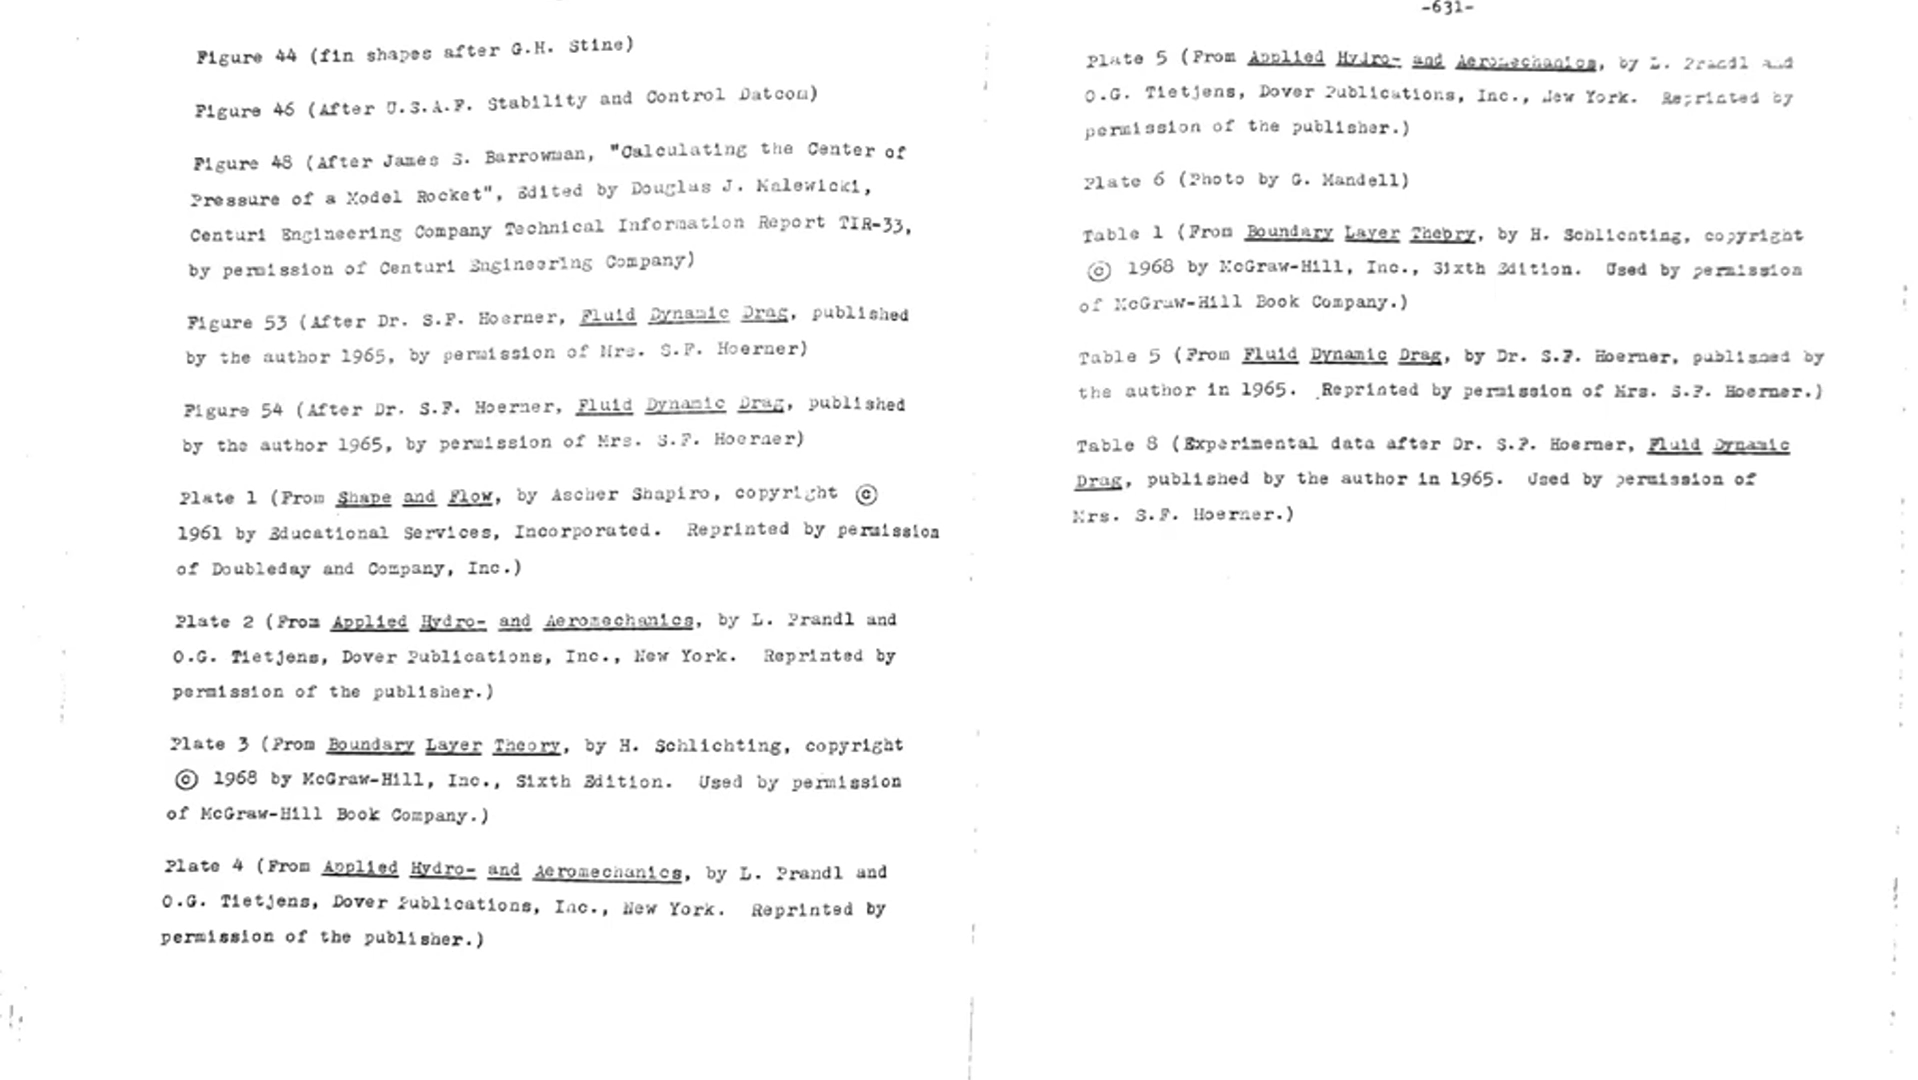 Figure 44 (fin shapes after G.H. Stine)
Figure 46 (After U.S.A.F. Stability and Control Datcom)
Figure 48 (After James S. Barrowman, "Calculating the Center of
Pressure of a Model Rocket", Edited by Douglas J. Malewicki,
Centuri Engineering Company Technical Information Report TIR-33,
by permission of Centuri Engineering Company)
Figure 53 (After Dr. S.F. Hoerner, Fluid Dynamic Drag, published
by the author 1965, by permission of Mrs. S.F. Hoerner)
Figure 54 (After Dr. S.F. Hoerner, Fluid Dynamic Drag, published
by the author 1965, by permission of Mrs. S.F. Hoerner)
Plate 1 (From Shape and Flow, by Ascher Shapiro, copyright ©
1961 by Educational Services, Incorporated. Reprinted by permission
of Doubleday and Company, Inc.)
Plate 2 (From Applied Hydro- and Aeromechanics, by L. Prandl and
O.G. Tietjens, Dover Publications, Inc., New York. Reprinted by
permission of the publisher.)
Plate 3 (From Boundary Layer Theory, by H. Schlichting, copyright
© 1968 by McGraw-Hill, Inc., Sixth Edition. Used by permission
of McGraw-Hill Book Company.)
Plate 4 (From Applied Hydro- and Aeromechanics, by L. Prandl and
O.G. Tietjens, Dover Publications, Inc., New York. Reprinted by
permission of the publisher.)
-631-
Plate 5 (From Applied Hydro- and Aeromechanics, by L. Prandl and
O.G. Tietjens, Dover Publications, Inc., New York. Reprinted by
permission of the publisher.)
Plate 6 (Photo by G. Mandell)
Table 1 (From Boundary Layer Theory, by H. Schlichting, copyright
© 1968 by McGraw-Hill, Inc., Sixth Edition. Used by permission
of McGraw-Hill Book Company.)
Table 5 (From Fluid Dynamic Drag, by Dr. S.F. Hoerner, published by
the author in 1965. Reprinted by permission of Mrs. S.F. Hoerner.)
Table 8 (Experimental data after Dr. S.F. Hoerner, Fluid Dynamic
Drag, published by the author in 1965. Used by permission of
Mrs. S.F. Hoerner.)